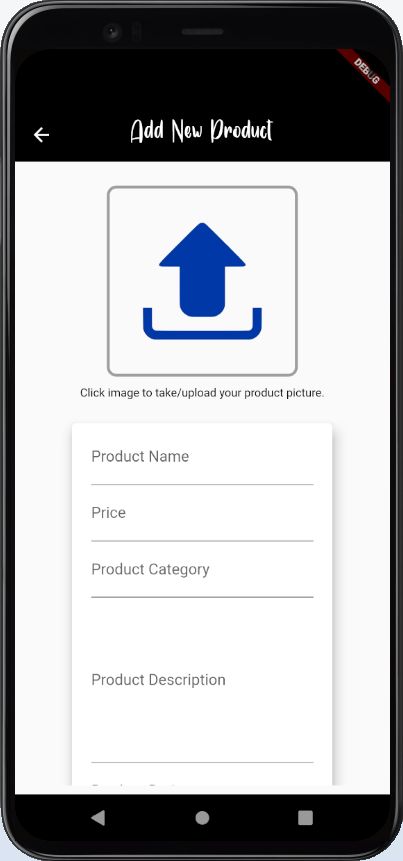 DEBUG
Add New Product
Click image to take/upload your product picture.
Product Name
Price
Product Category
Product Description